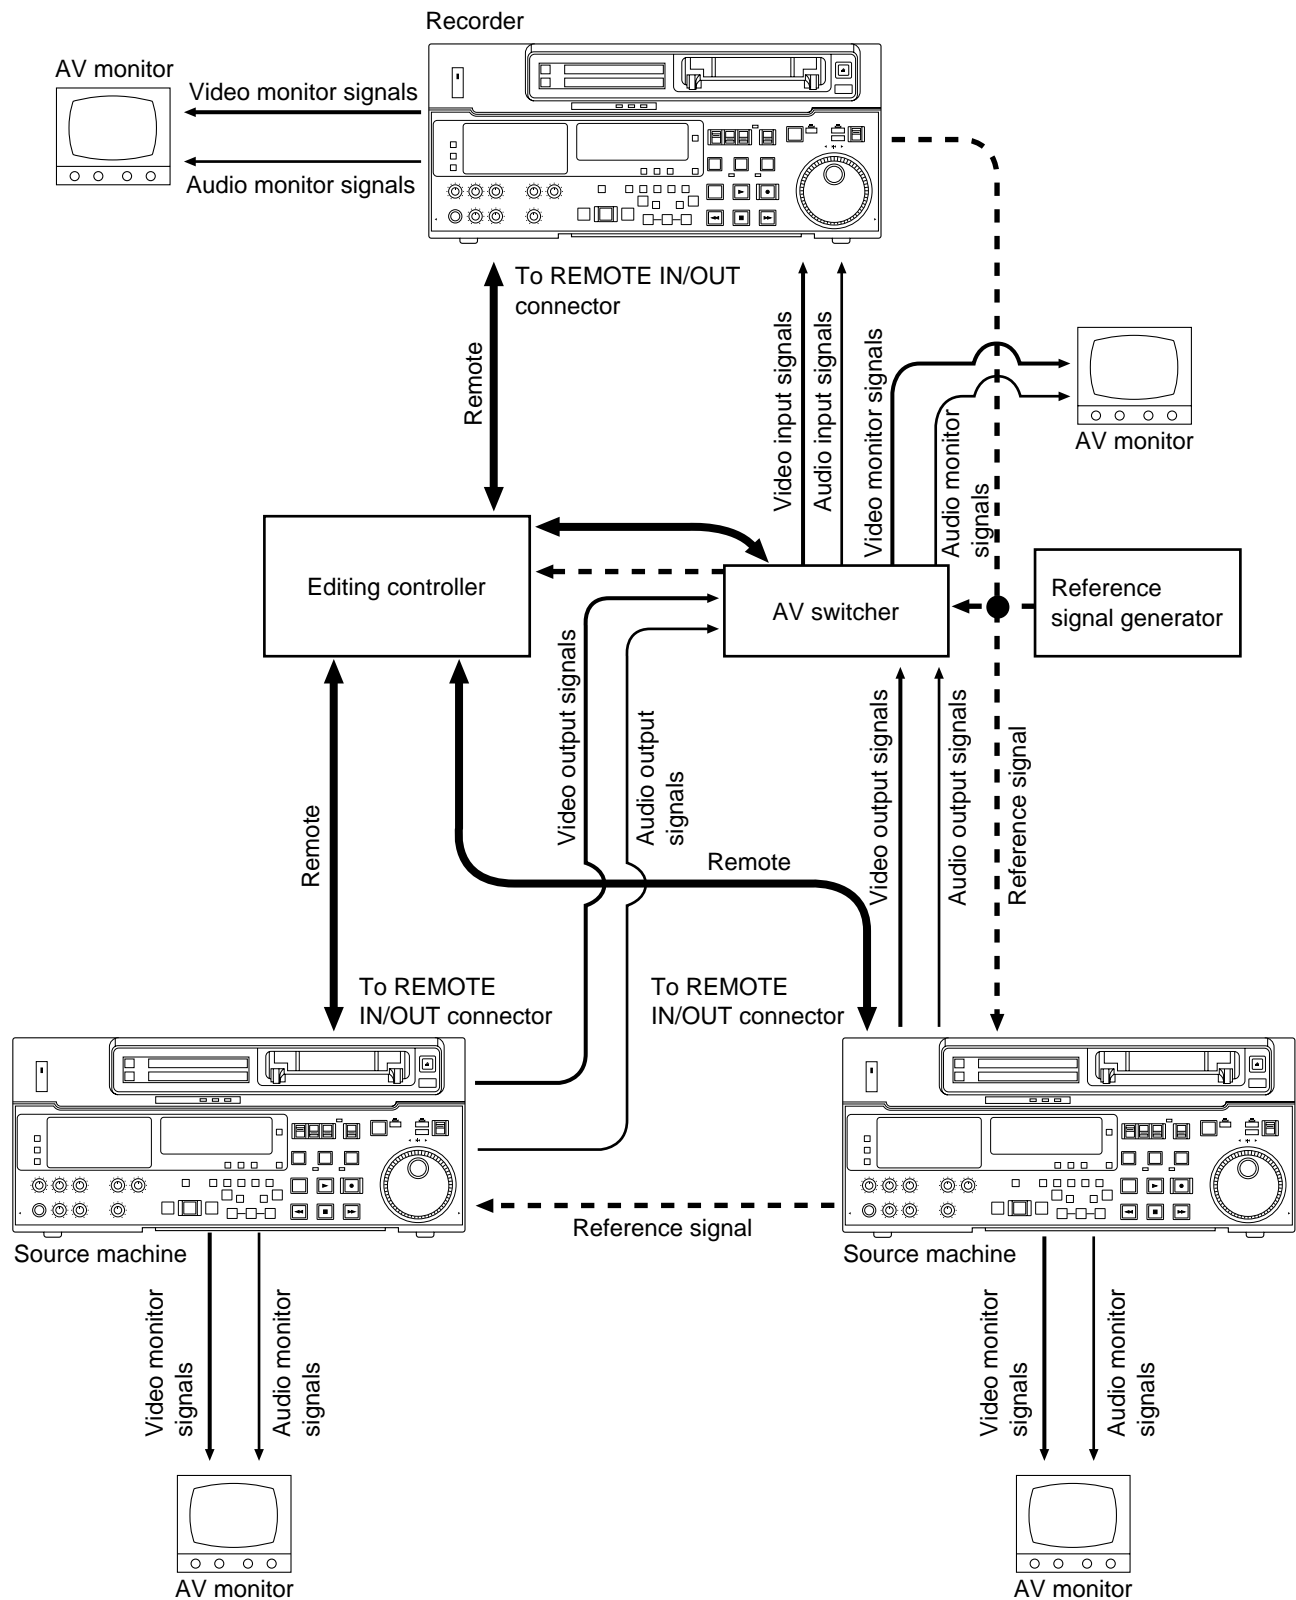 Recorder
AV monitor
Video monitor signals
Audio monitor signals
To REMOTE IN/OUT
connector
Remote
Video input signals
Audio input signals
Video monitor signals
Audio monitor
signals
AV monitor
Editing controller
AV switcher
Reference
signal generator
Remote
Video output signals
Audio output
signals
Remote
Video output signals
Audio output signals
Reference signal
To REMOTE
IN/OUT connector
To REMOTE
IN/OUT connector
Reference signal
Source machine
Source machine
Video monitor
signals
Audio monitor
signals
Video monitor
signals
Audio monitor
signals
AV monitor
AV monitor